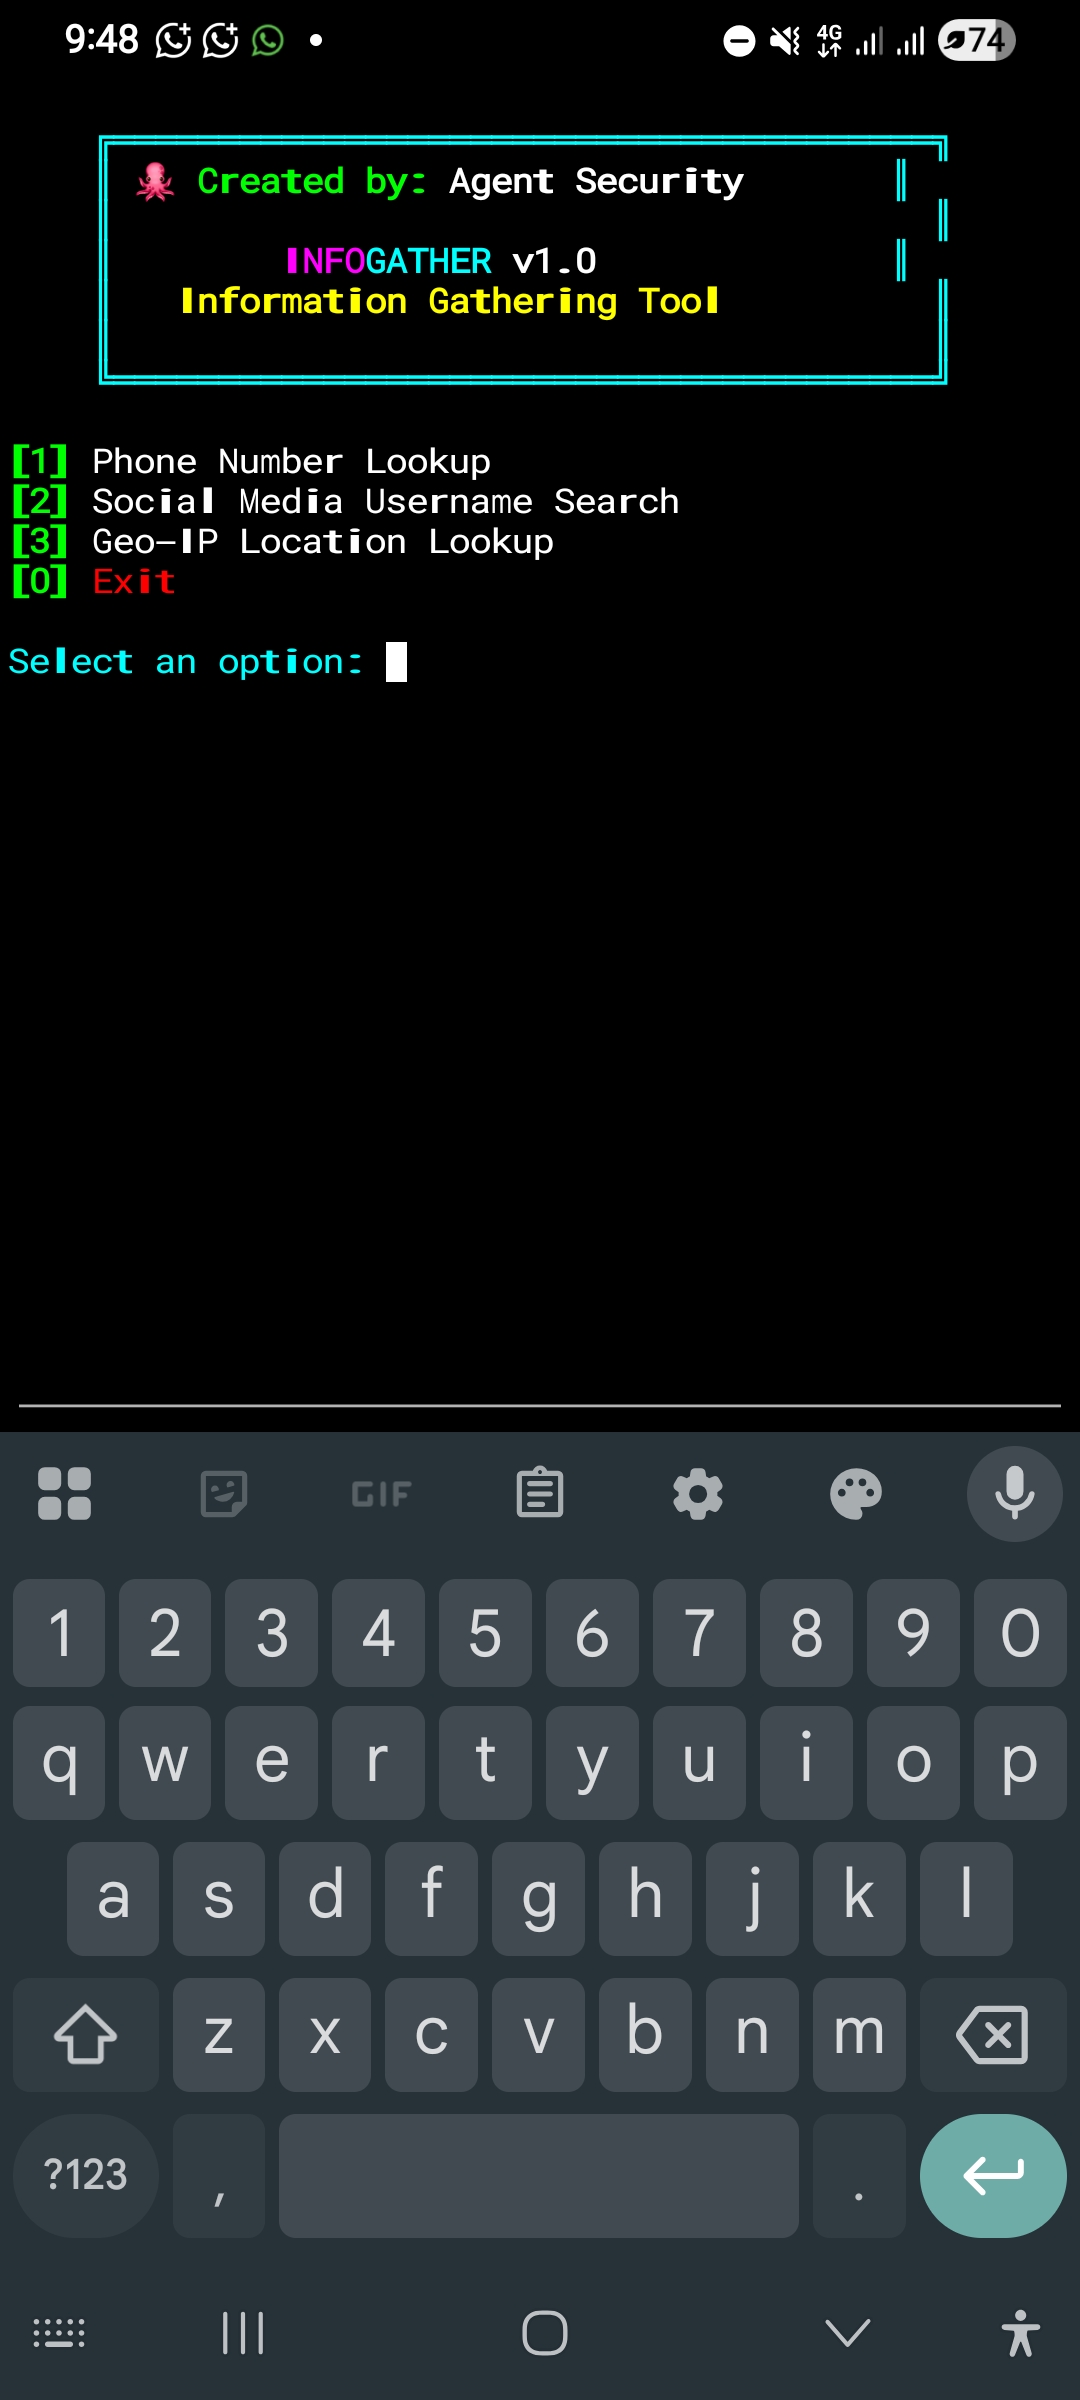 9:48
4G
74
Created by: Agent Security
INFOGATHER v1.0
Information Gathering Tool
[1] Phone Number Lookup
[2] Social Media Username Search
[3] Geo-IP Location Lookup
[0] Exit
Select an option:
GIF
1 2 3 4 5 6 7 8 9 0
q w e r t y u i o p
a s d f g h j k l
z x c v b n m
?123 , .